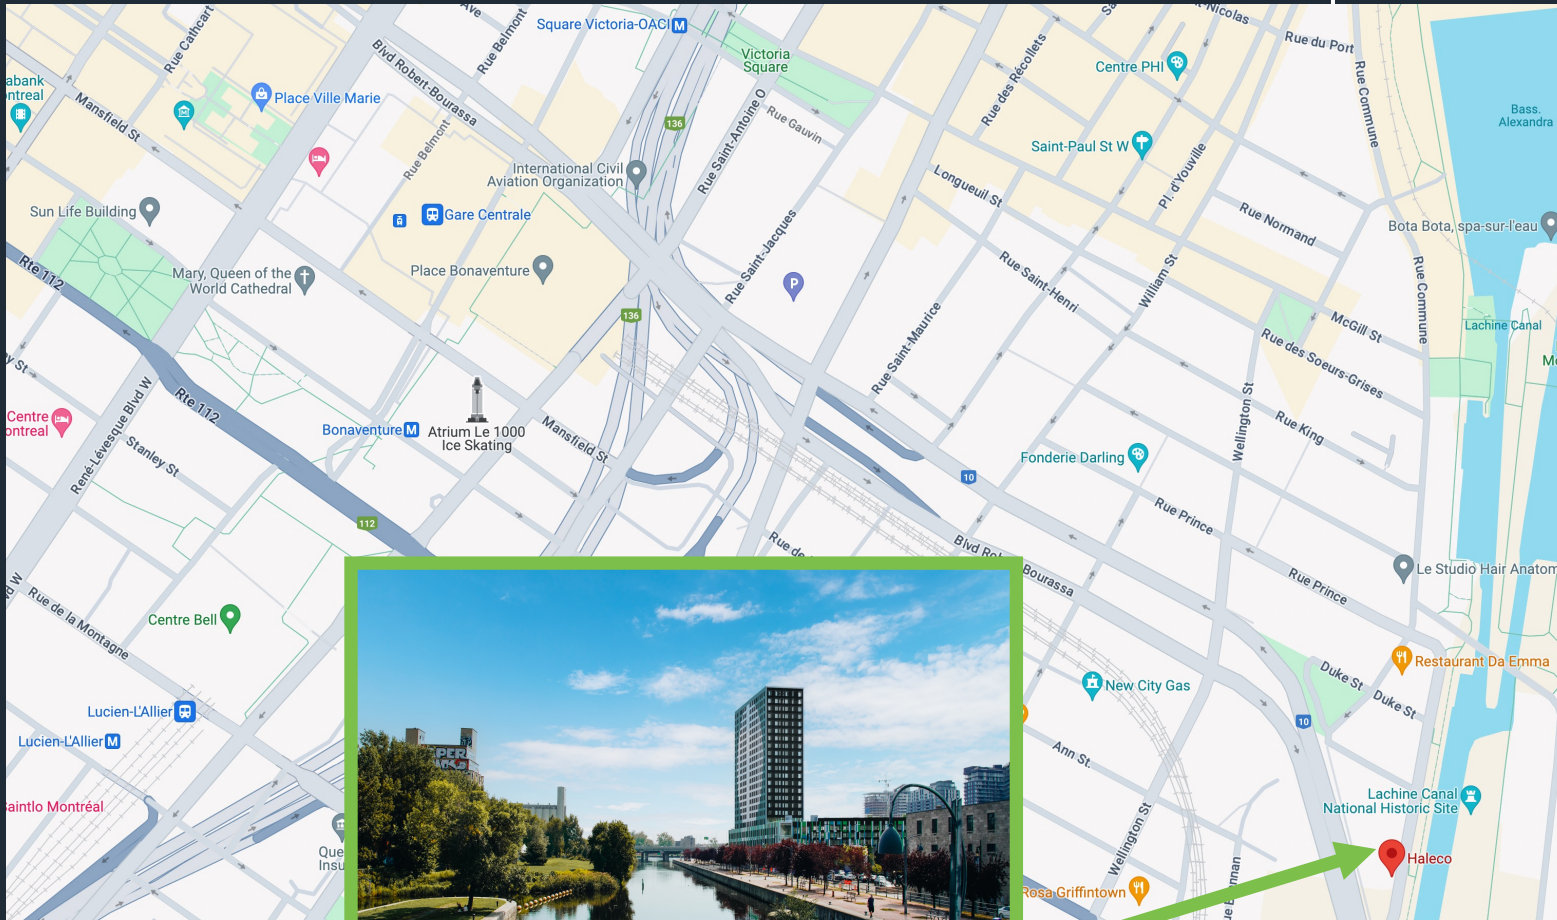 Ave
Rue Cathcart
Rue Belmont
Square Victoria-OACI
M
Blvd Robert-Bourassa
Victoria
Square
Rue des Récollets
Centre PHI
Rue du Port
Rue Commune
Bass.
Alexandra
Mansfield St
Place Ville Marie
136
Rue Gauvin
Rue Saint-Antoine O
Saint-Paul St W
Pl. d'Youville
Rue Belmont
International Civil
Aviation Organization
Longueuil St
Sun Life Building
Gare Centrale
Rue Normand
Bota Bota, spa-sur-l'eau
Rte 112
Mary, Queen of the
World Cathedral
Place Bonaventure
Rue Saint-Jacques
P
Rue Saint-Henri
William St
Rue Commune
136
Rue Saint-Maurice
McGill St
Lachine Canal
Rue des Soeurs-Grises
René-Lévesque Blvd W
Rte 112
Centre
Bonaventure
M
Atrium Le 1000
Ice Skating
Mansfield St
Stanley St
Wellington St
Rue King
Fonderie Darling
10
112
Rue Prince
Blvd
Bourassa
Rue Prince
Le Studio Hair
Rue de la Montagne
Centre Bell
Restaurant Da Emma
New City Gas
Duke St
Duke St
Lucien-L'Allier
Lucien-L'Allier
M
10
Ann St.
Lachine Canal
National Historic Site
Wellington St
Haleco
Rosa Griffintown